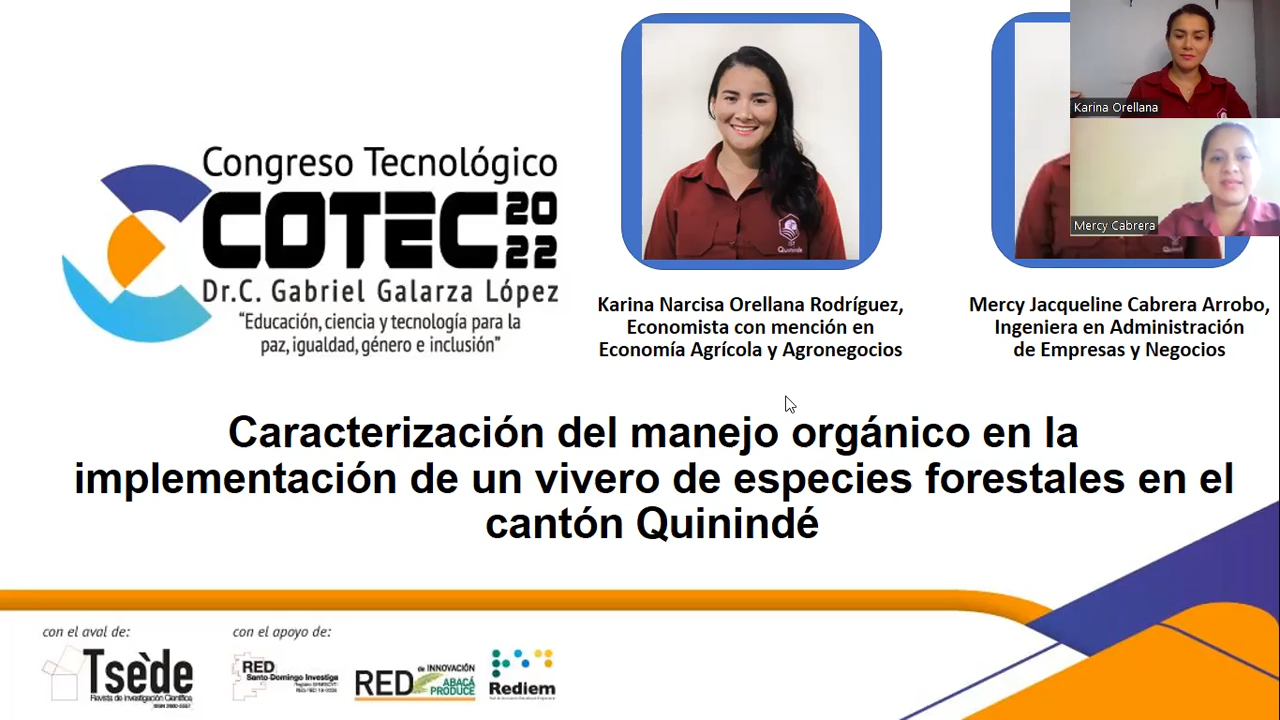 Congreso Tecnológico
COTEC 20
22
Dr.C. Gabriel Galarza López
“Educación, ciencia y tecnología para la
paz, igualdad, género e inclusión”
IST
Quinindé
Karina Narcisa Orellana Rodríguez,
Economista con mención en
Economía Agrícola y Agronegocios
Karina Orellana
Mercy Cabrera
Mercy Jacqueline Cabrera Arrobo,
Ingeniera en Administración
de Empresas y Negocios
Caracterización del manejo orgánico en la
implementación de un vivero de especies forestales en el
cantón Quinindé
con el aval de:
Tsède
Revista de Investigación Científica
con el apoyo de:
RED
Santo Domingo Investiga
RED de INNOVACIÓN
ABACÁ
PRODUCE
Rediem